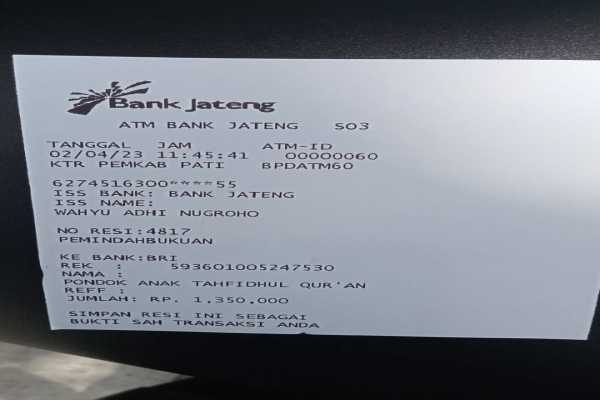 Bank Jateng
ATM BANK JATENG S03
TANGGAL JAM ATM-ID
02/04/23 11:45:41 00000060
KTR PEMKAB PATI BPDATM60
6274516300****55
ISS BANK: BANK JATENG
ISS NAME:
WAHYU ADHI NUGROHO
NO RESI:4817
PEMINDAHBUKUAN
KE BANK:BRI
REK : 593601005247530
NAMA :
PONDOK ANAK TAHFIDHUL QUR'AN
REFF :
JUMLAH: RP. 1,350,000
SIMPAN RESI INI SEBAGAI
BUKTI SAH TRANSAKSI ANDA